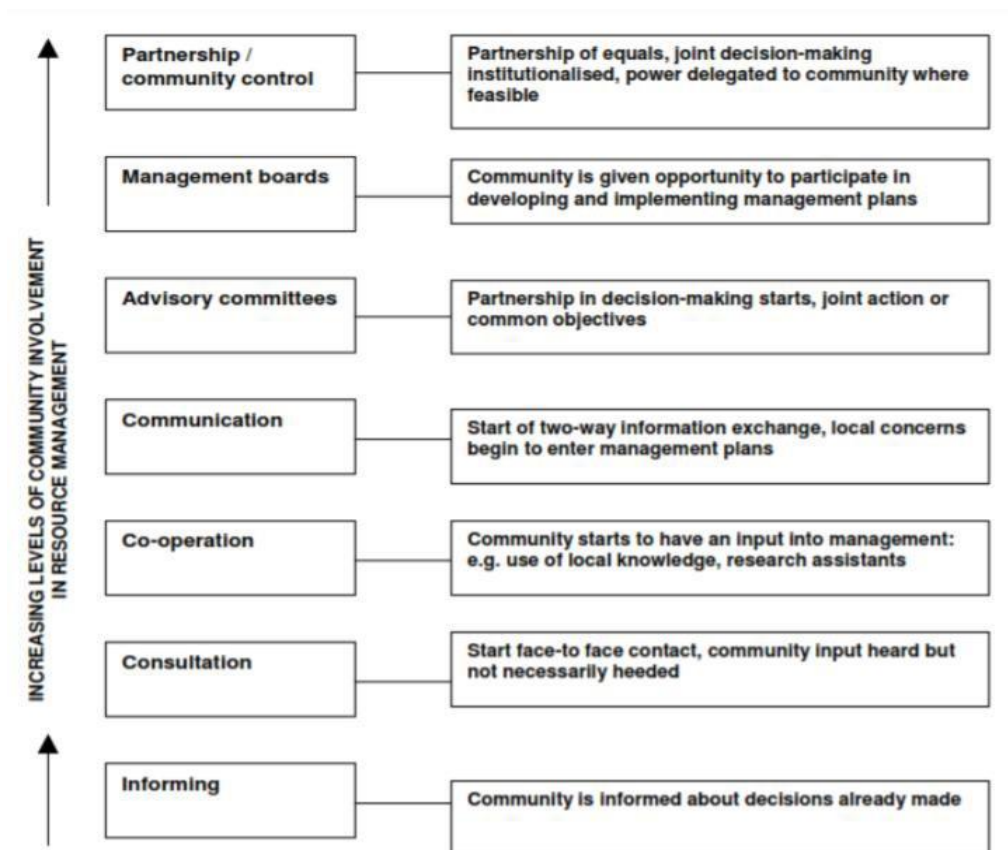 Partnership /
community control
Partnership of equals, joint decision-making
institutionalised, power delegated to community where
feasible
Management boards
Community is given opportunity to participate in
developing and implementing management plans
Advisory committees
Partnership in decision-making starts, joint action or
common objectives
Communication
Start of two-way information exchange, local concerns
begin to enter management plans
Co-operation
Community starts to have an input into management:
e.g. use of local knowledge, research assistants
Consultation
Start face-to face contact, community input heard but
not necessarily needed
Informing
Community is informed about decisions already made
INCREASING LEVELS OF COMMUNITY INVOLVEMENT
IN RESOURCE MANAGEMENT